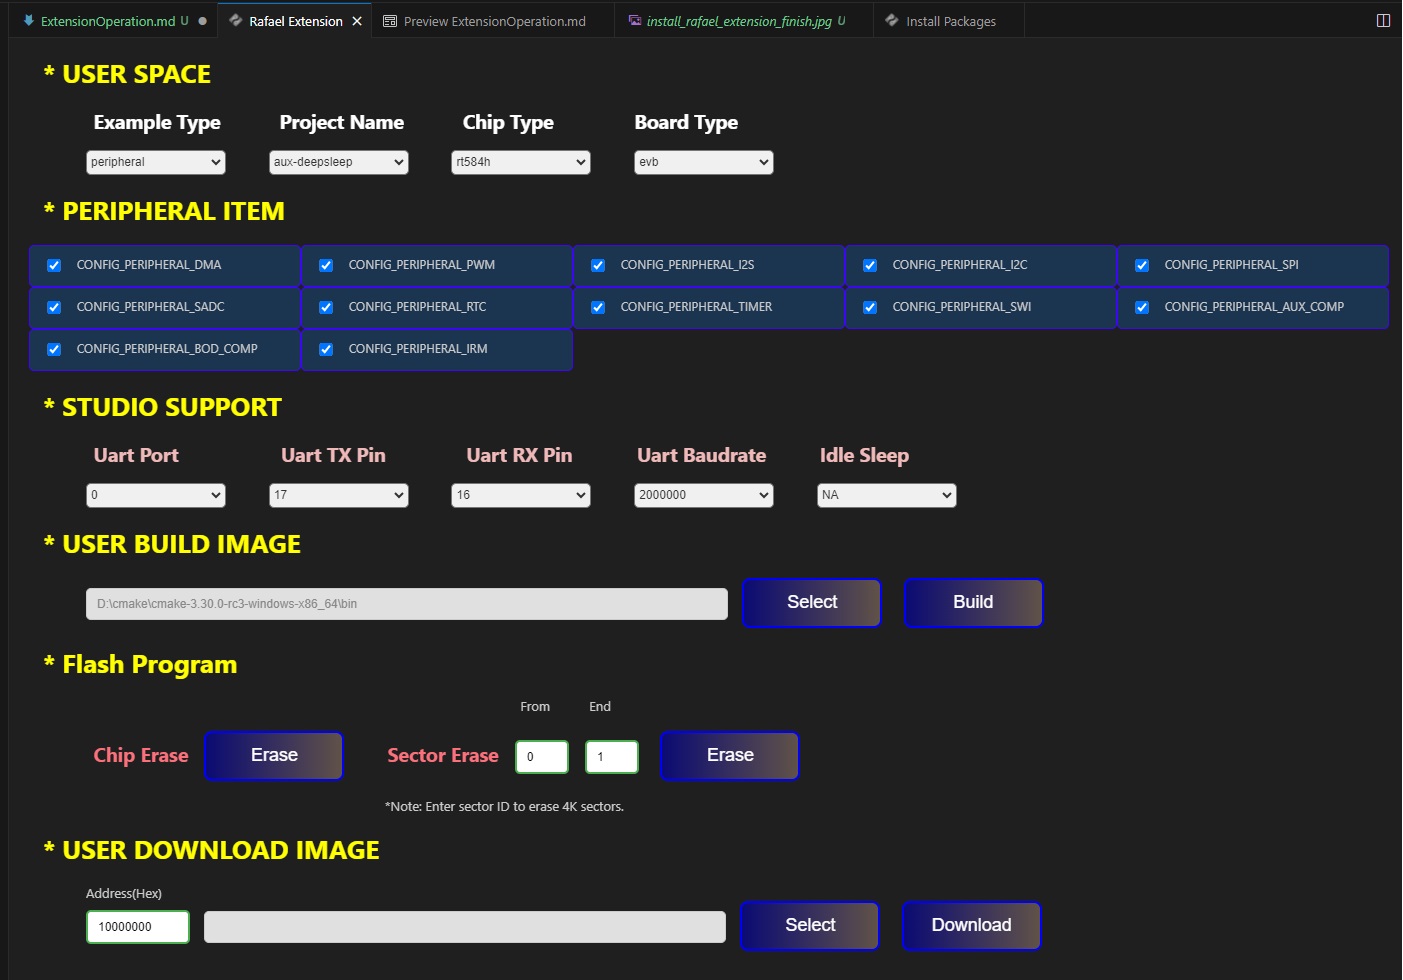 ExtensionOperation.md U
Rafael Extension
Preview ExtensionOperation.md
install_rafael_extension_finish.jpg U
Install Packages
* USER SPACE
Example Type Project Name Chip Type Board Type
peripheral aux-deepsleep rt584h evb
* PERIPHERAL ITEM
CONFIG_PERIPHERAL_DMA CONFIG_PERIPHERAL_PWM CONFIG_PERIPHERAL_I2S CONFIG_PERIPHERAL_I2C CONFIG_PERIPHERAL_SPI
CONFIG_PERIPHERAL_SADC CONFIG_PERIPHERAL_RTC CONFIG_PERIPHERAL_TIMER CONFIG_PERIPHERAL_SWI CONFIG_PERIPHERAL_AUX_COMP
CONFIG_PERIPHERAL_BOD_COMP CONFIG_PERIPHERAL_IRM
* STUDIO SUPPORT
Uart Port Uart TX Pin Uart RX Pin Uart Baudrate Idle Sleep
0 17 16 2000000 NA
* USER BUILD IMAGE
D:\cmake\cmake-3.30.0-rc3-windows-x86_64\bin Select Build
* Flash Program
From End
Chip Erase Erase Sector Erase 0 1 Erase
*Note: Enter sector ID to erase 4K sectors.
* USER DOWNLOAD IMAGE
Address(Hex)
10000000 Select Download